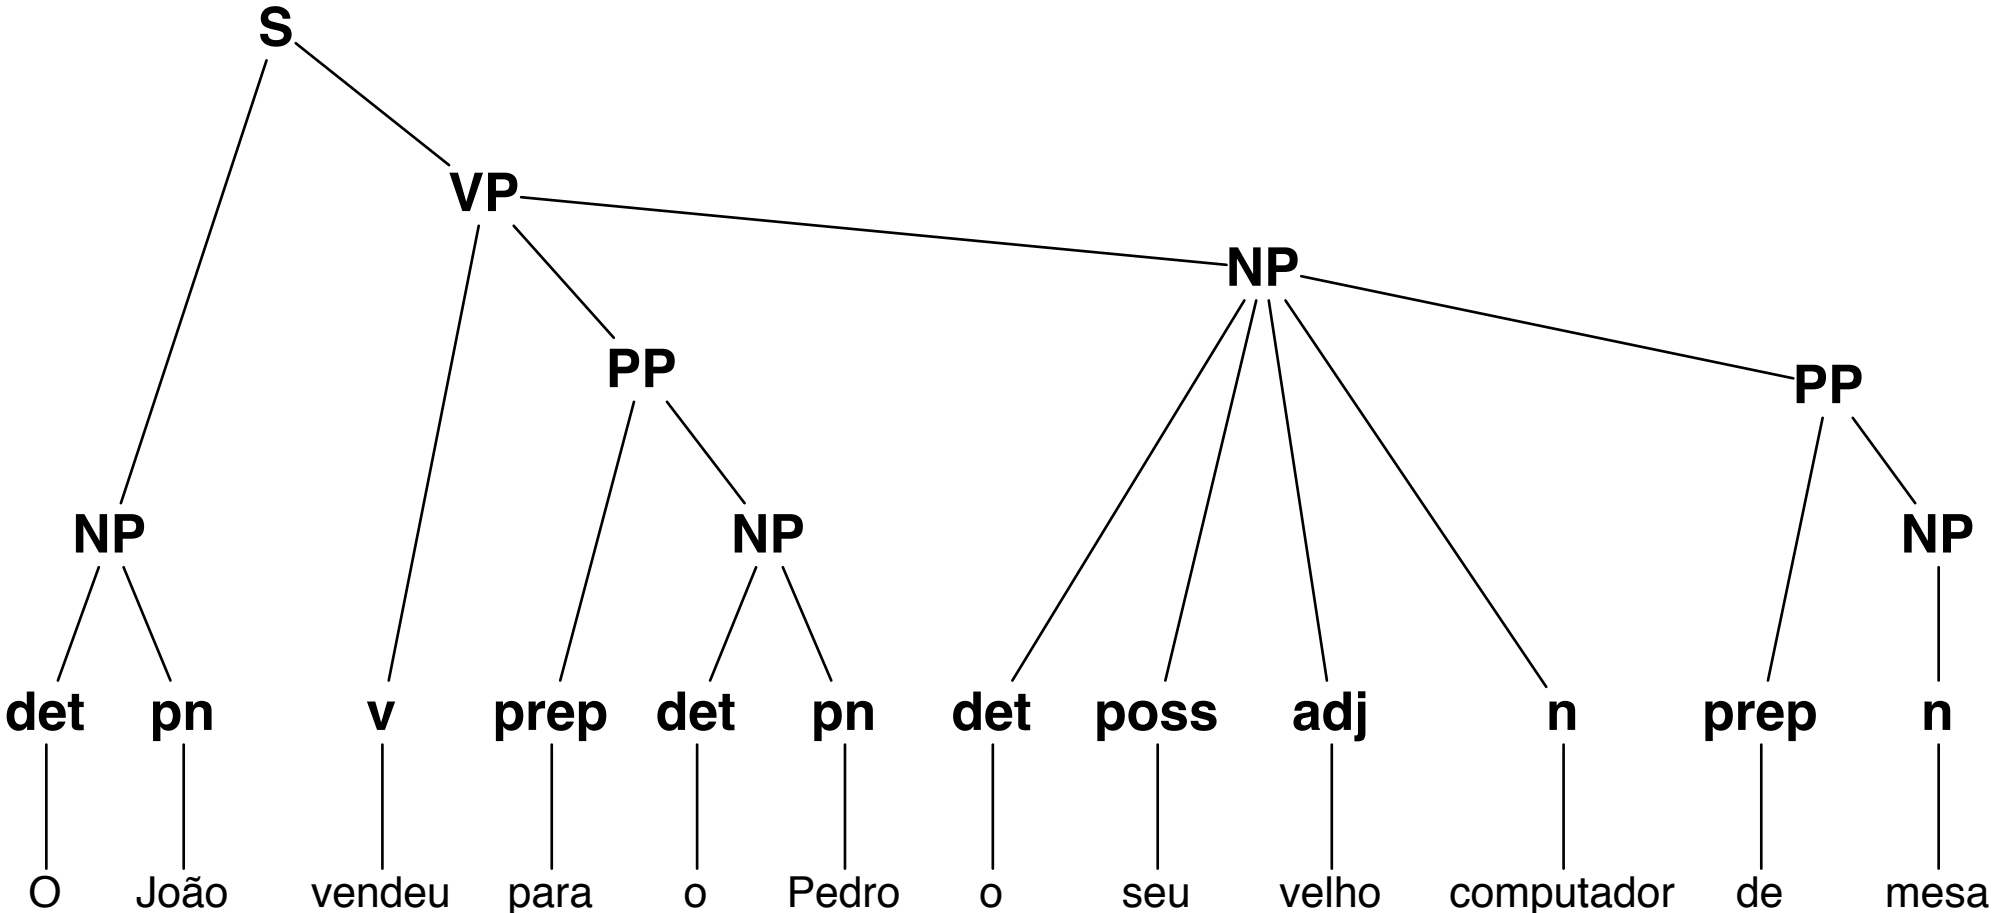 S
VP
NP
PP
PP
NP NP NP
det pn v prep det pn det poss adj n prep n
O João vendeu para o Pedro o seu velho computador de mesa